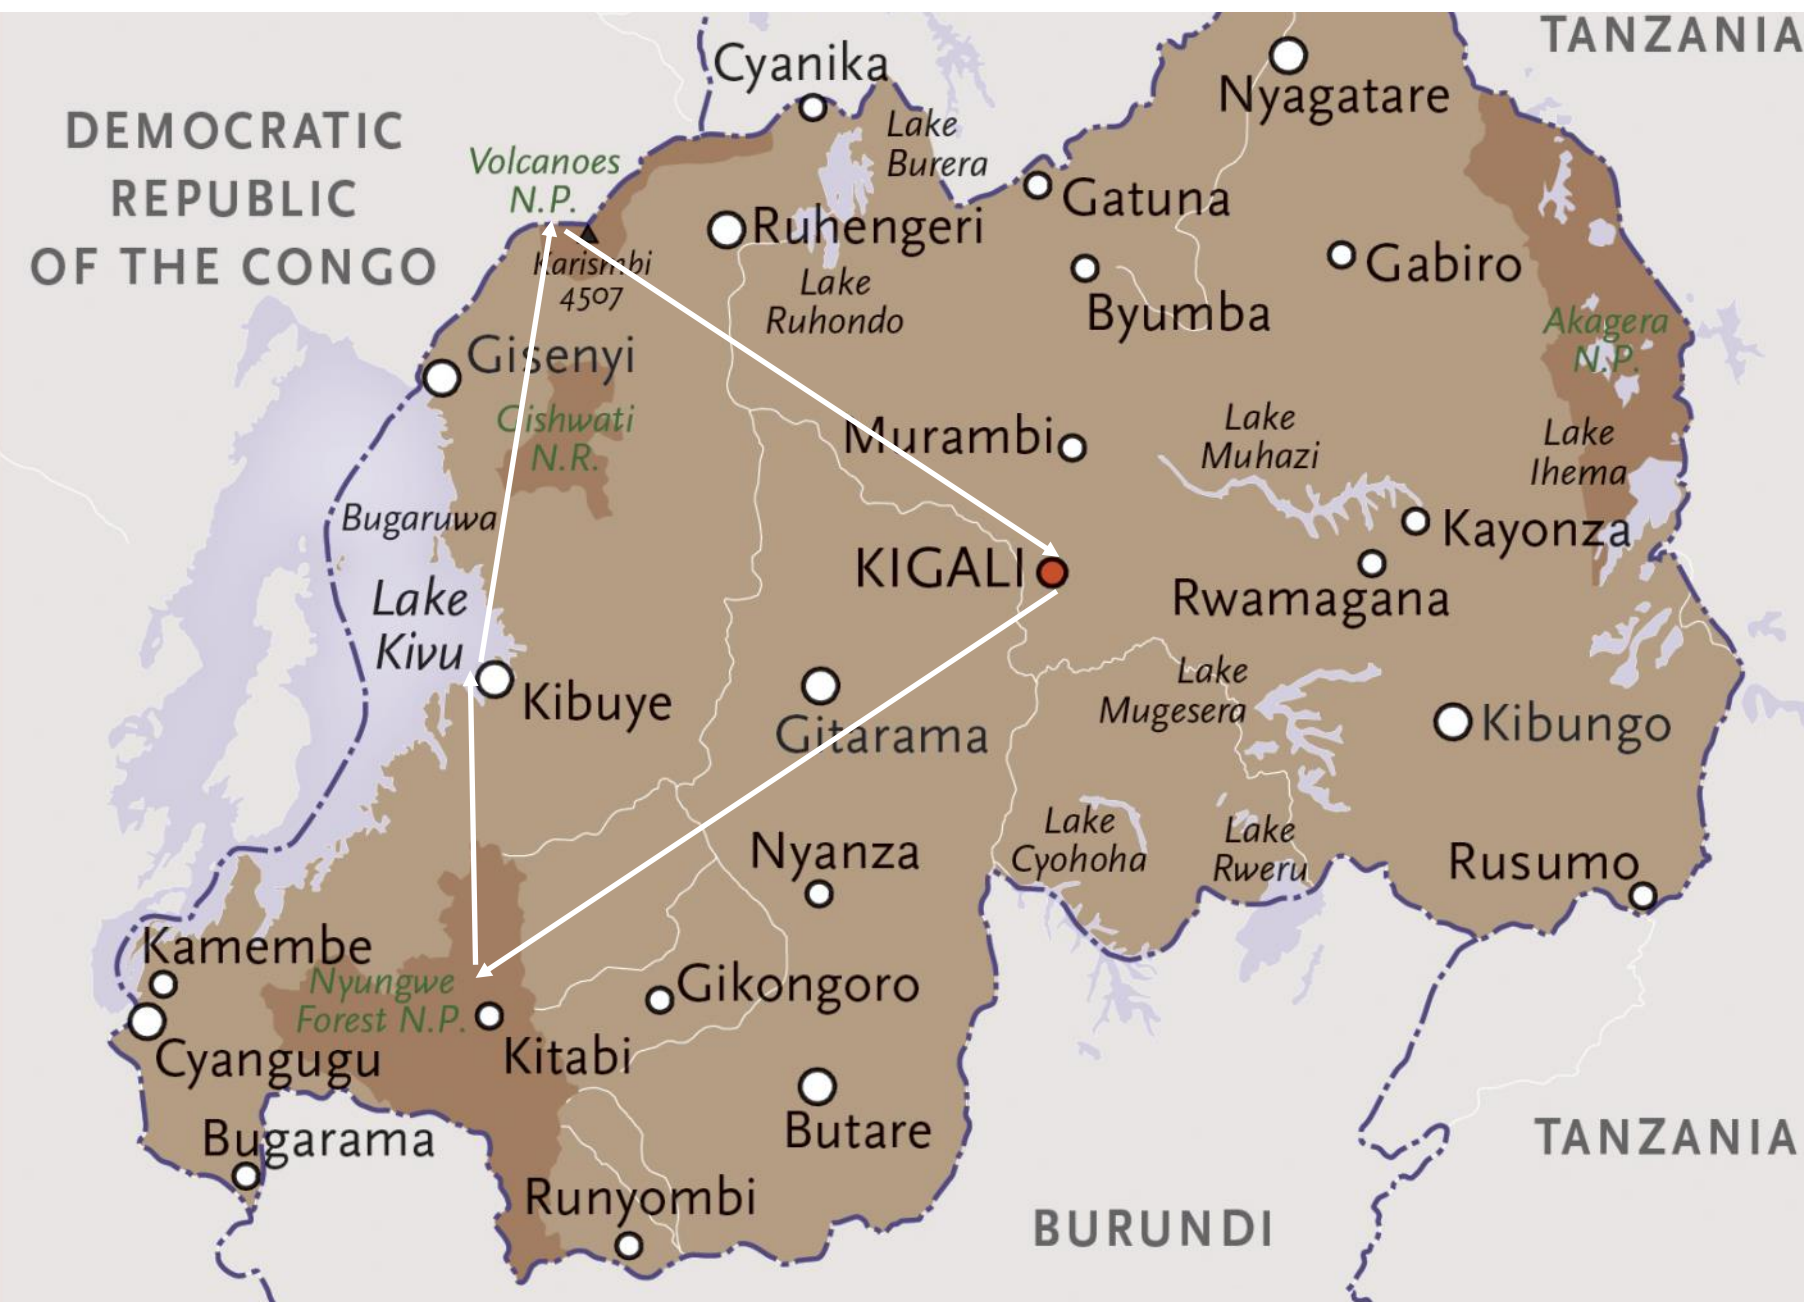 TANZANIA
Cyanika
Nyagatare
DEMOCRATIC
REPUBLIC
OF THE CONGO
Lake
Burera
Volcanoes
N.P.
Gatuna
Ruhengeri
Karisimbi
4507
Lake
Ruhondo
Gabiro
Byumba
Akagera
N.P.
Gisenyi
Gishwati
N.R.
Murambi
Lake
Muhazi
Lake
Ihema
Bugaruwa
Kayonza
KIGALI
Rwamagana
Lake
Kivu
Kibuye
Lake
Mugesera
Gitarama
Kibungo
Lake
Cyohoha
Lake
Rweru
Nyanza
Rusumo
Kamembe
Nyungwe
Forest N.P.
Gikongoro
Cyangugu
Kitabi
Bugarama
Butare
TANZANIA
Runyombi
BURUNDI